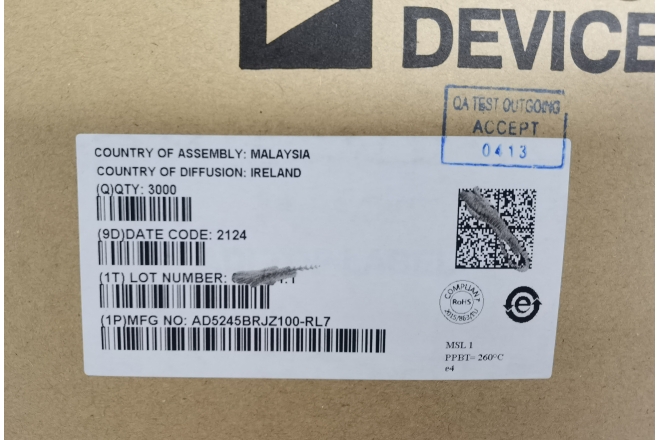 DEVICE
QA TEST OUTGOING
ACCEPT
0413
COUNTRY OF ASSEMBLY: MALAYSIA
COUNTRY OF DIFFUSION: IRELAND
(Q)QTY: 3000
(9D)DATE CODE: 2124
(1T) LOT NUMBER:
(1P)MFG NO: AD5245BRJZ100-RL7
COMPLIANT
RoHS
e
MSL 1
PPBT= 260°C
e4